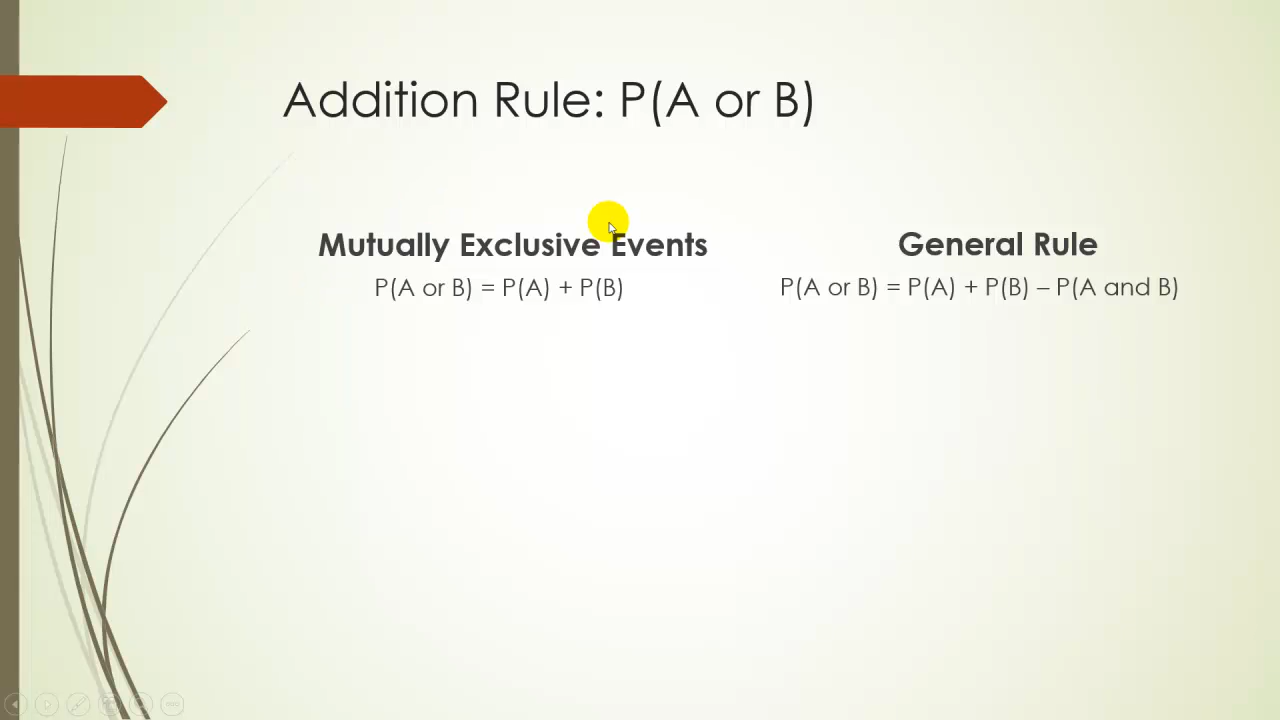 Addition Rule: P(A or B)
Mutually Exclusive Events
P(A or B) = P(A) + P(B)
General Rule
P(A or B) = P(A) + P(B) – P(A and B)